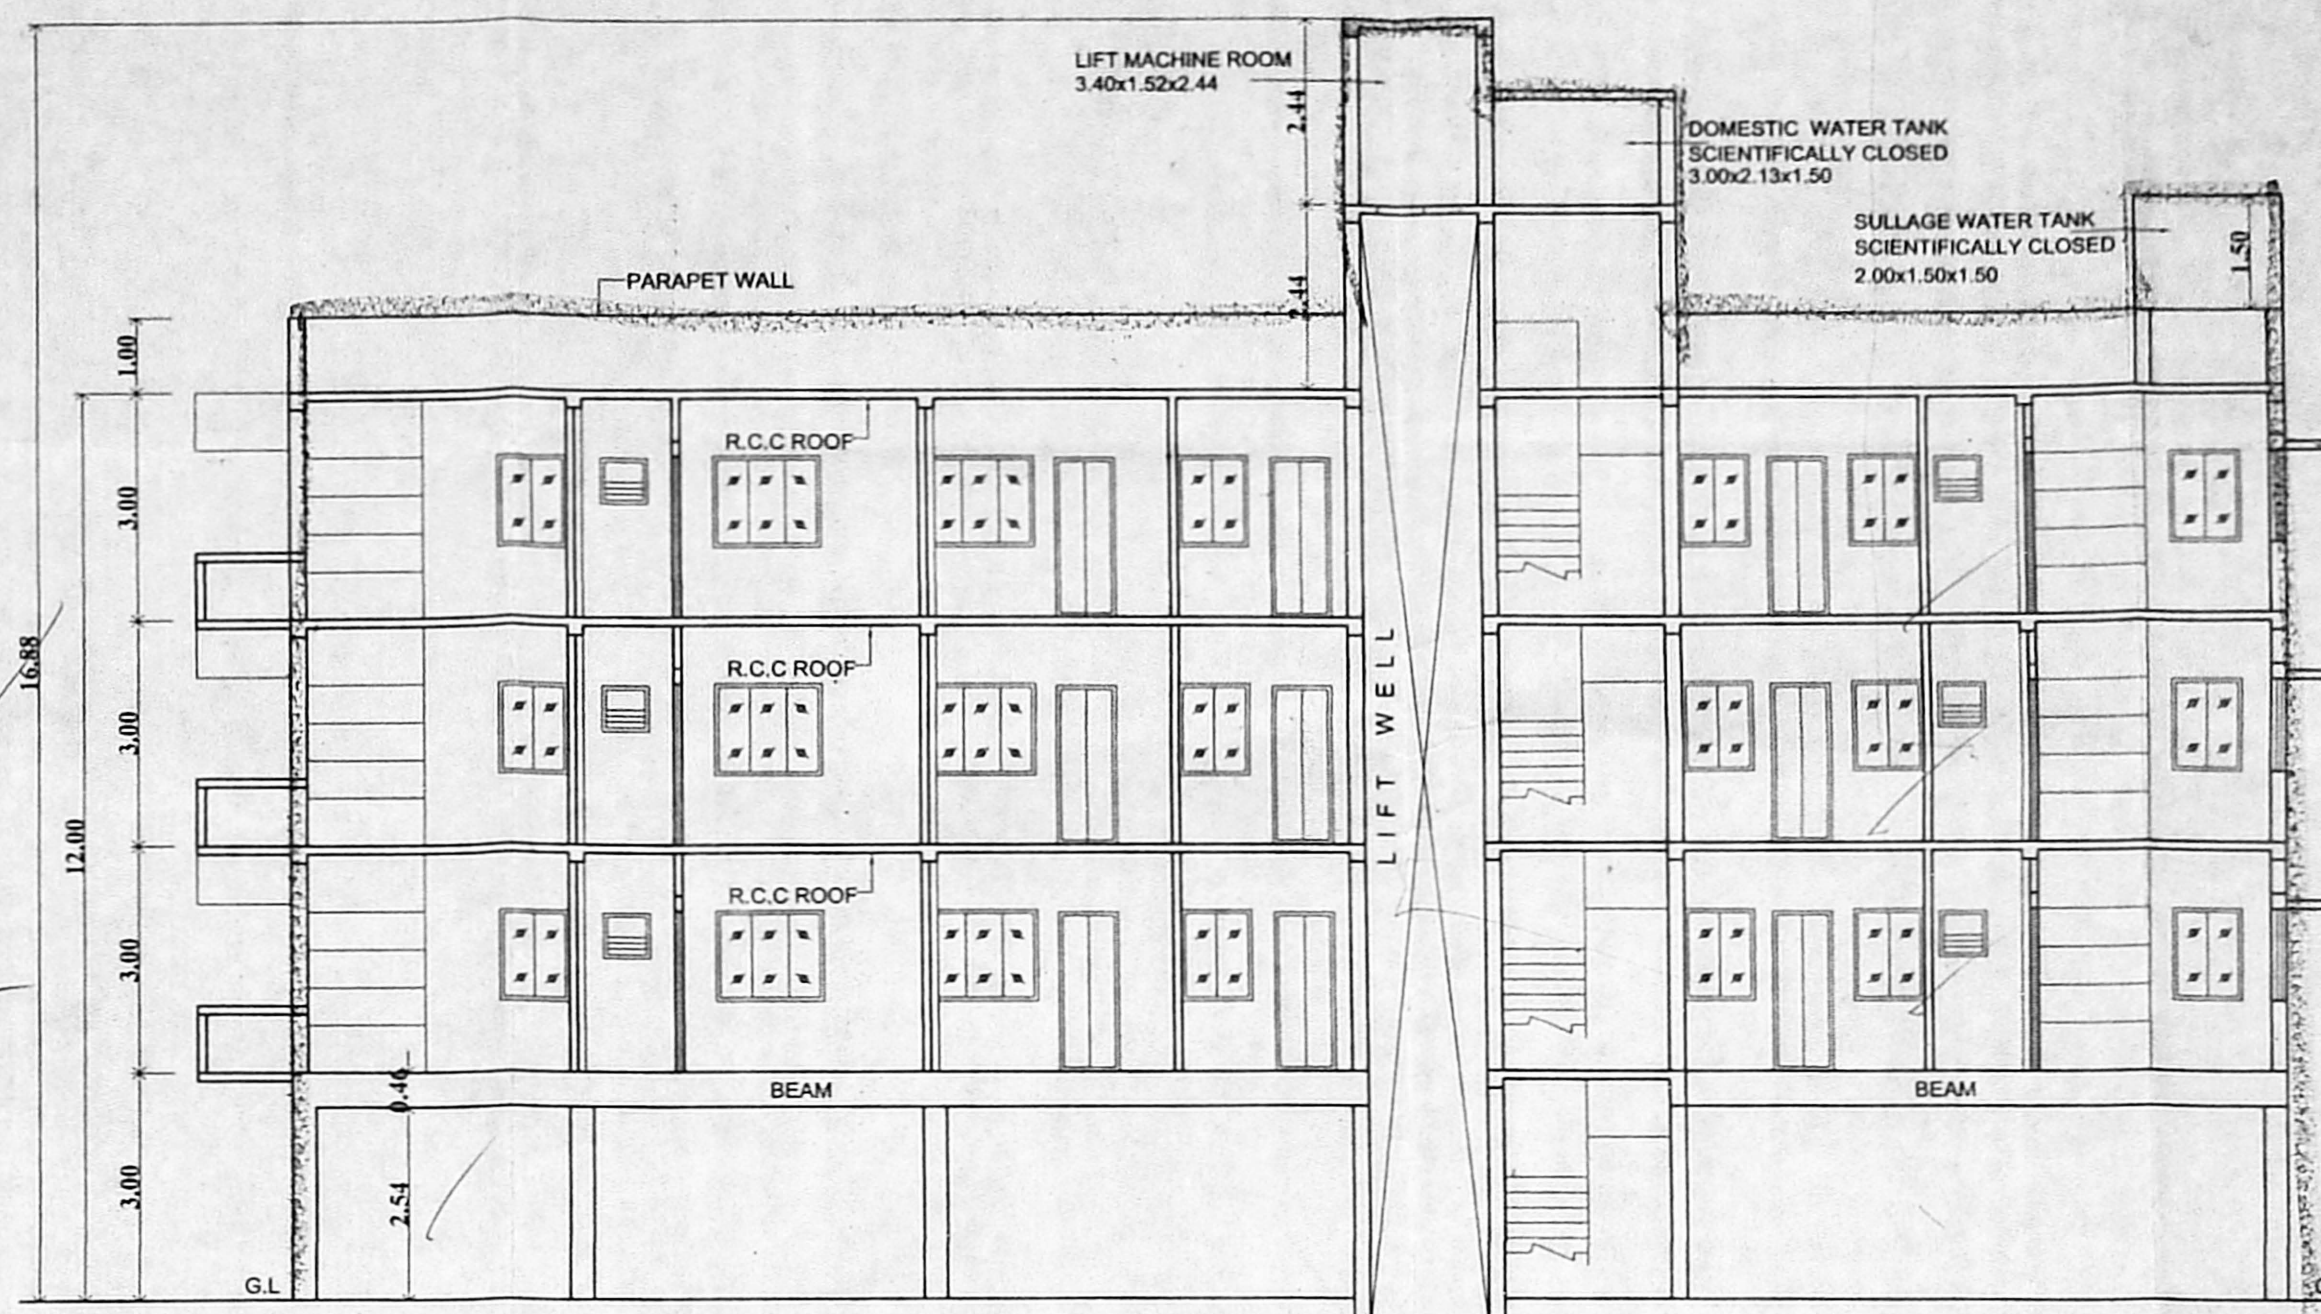 LIFT MACHINE ROOM
3.40x1.52x2.44
2.44
DOMESTIC WATER TANK
SCIENTIFICALLY CLOSED
3.00x2.13x1.50
SULLAGE WATER TANK
SCIENTIFICALLY CLOSED
2.00x1.50x1.50
1.50
PARAPET WALL
2.44
1.00
R.C.C ROOF
3.00
16.88
R.C.C ROOF
LIFT WELL
3.00
12.00
R.C.C ROOF
3.00
0.46
BEAM
BEAM
3.00
2.54
G.L